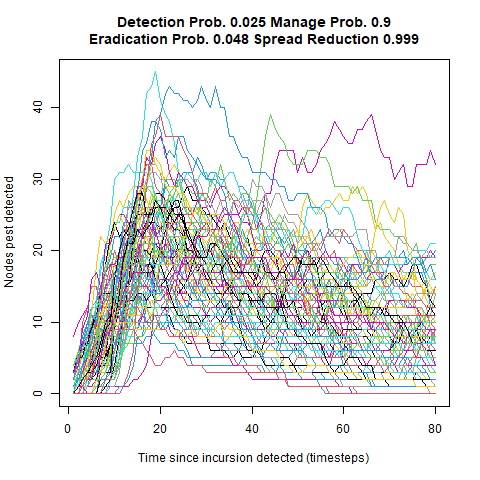 Detection Prob. 0.025 Manage Prob. 0.9
Eradication Prob. 0.048 Spread Reduction 0.999
Nodes pest detected
40
30
20
10
0
0 20 40 60 80
Time since incursion detected (timesteps)